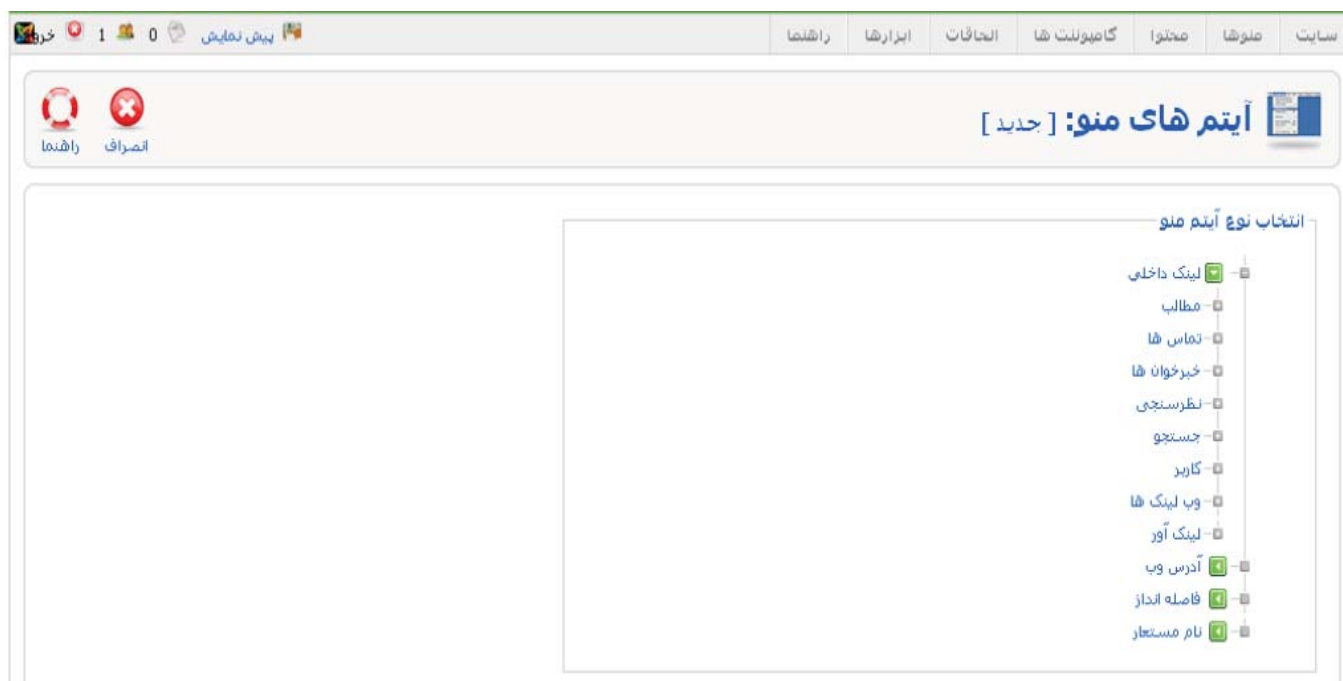 سایت منوها محتوا کامپوننت ها الحاقات ابزارها راهنما پیش نمایش 0 1 خرو
آیتم های منو: [ جدید ]
انصراف راهنما
انتخاب نوع آیتم منو
لینک داخلی
مطالب
تماس ها
خبرخوان ها
نظرسنجی
جستجو
کاربر
وب لینک ها
لینک آور
آدرس وب
فاصله انداز
نام مستعار